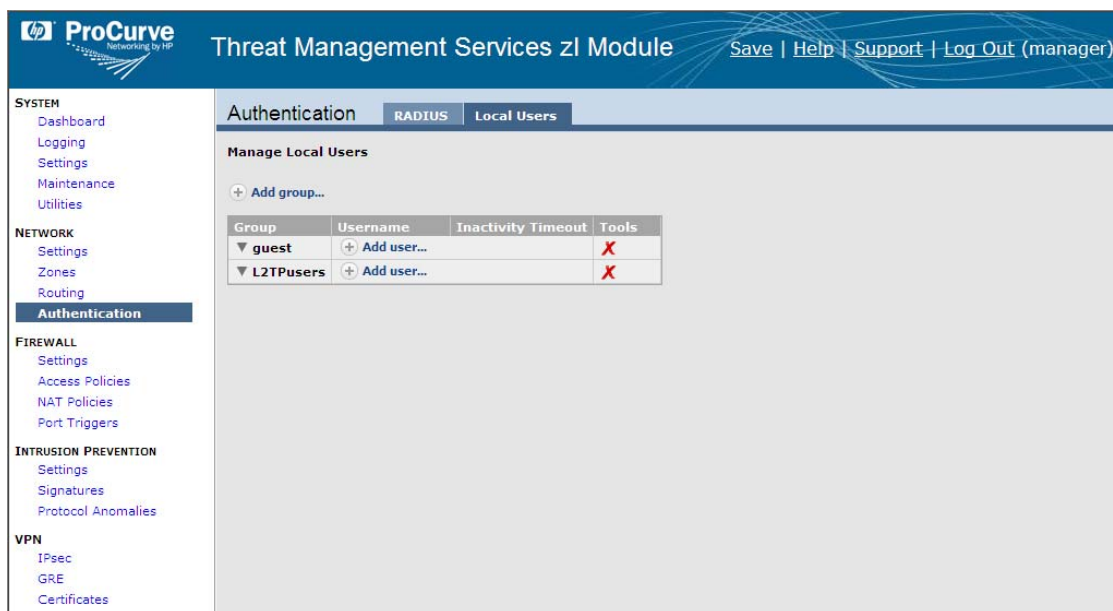 hp ProCurve
Networking by HP
Threat Management Services zl Module
Save | Help | Support | Log Out (manager)
SYSTEM
Dashboard
Logging
Settings
Maintenance
Utilities
NETWORK
Settings
Zones
Routing
Authentication
FIREWALL
Settings
Access Policies
NAT Policies
Port Triggers
INTRUSION PREVENTION
Settings
Signatures
Protocol Anomalies
VPN
IPsec
GRE
Certificates
Authentication RADIUS Local Users
Manage Local Users
Add group...
Group Username Inactivity Timeout Tools
guest Add user...
L2TPusers Add user...